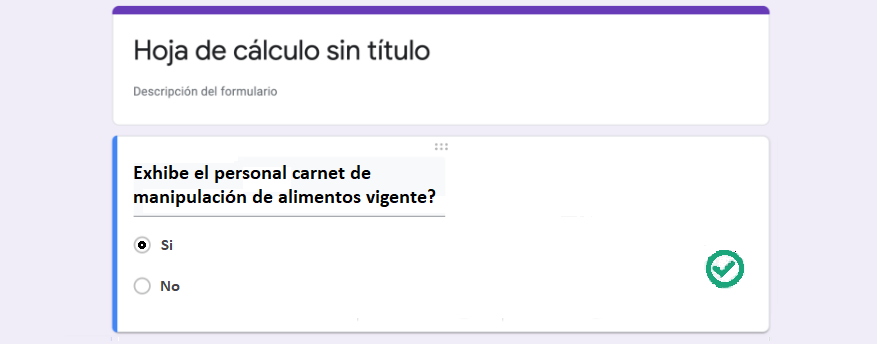 Hoja de cálculo sin título
Descripción del formulario
Exhibe el personal carnet de
manipulación de alimentos vigente?
Si
No